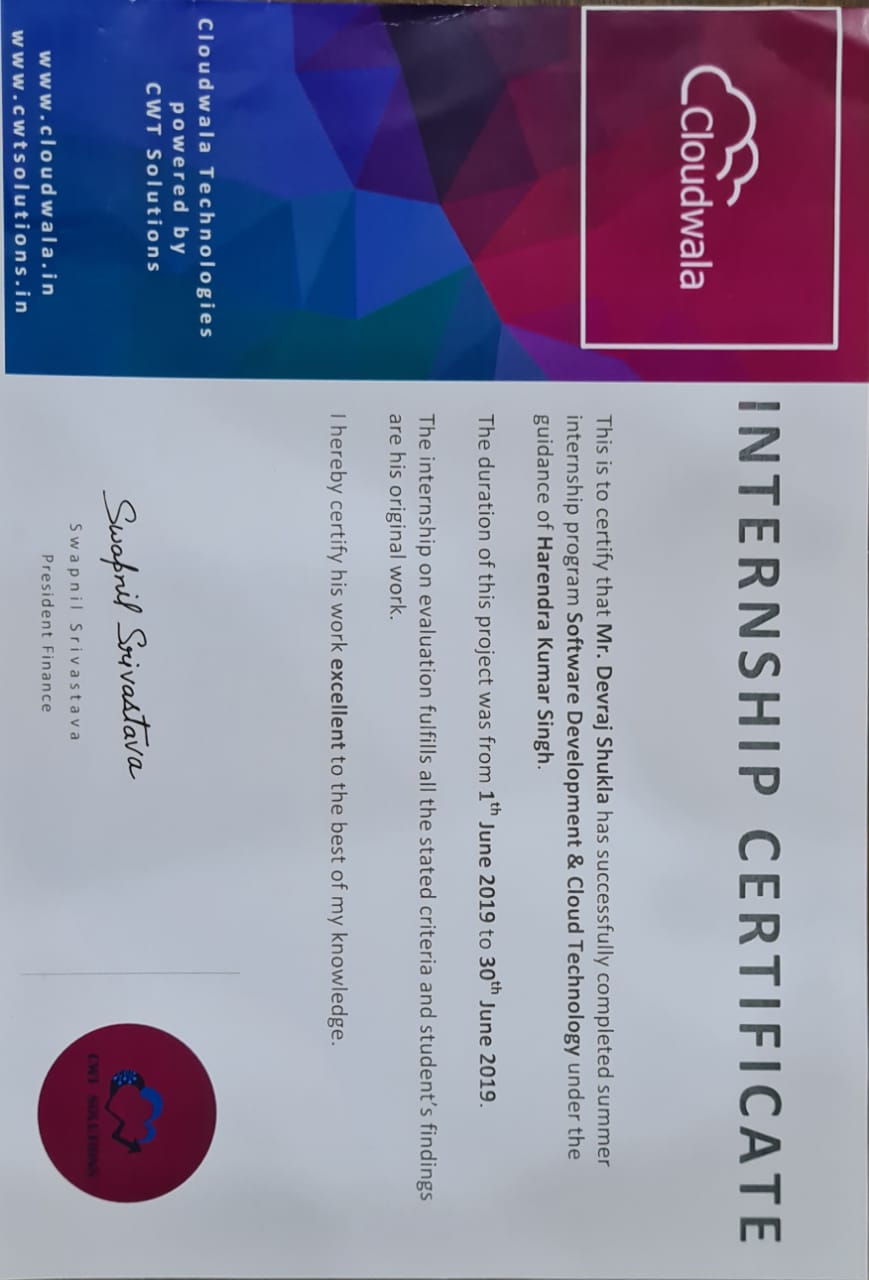 Cloudwala
INTERNSHIP CERTIFICATE
This is to certify that Mr. Devraj Shukla has successfully completed summer
internship program Software Development & Cloud Technology under the
guidance of Harendra Kumar Singh.
The duration of this project was from 1th June 2019 to 30th June 2019.
The internship on evaluation fulfills all the stated criteria and student's findings
are his original work.
I hereby certify his work excellent to the best of my knowledge.
Cloudwala Technologies
powered by
CWT Solutions
www.cloudwala.in
www.cwtsolutions.in
Swapnil Srivastava
Swapnil Srivastava
President Finance
CWT SOLUTIONS